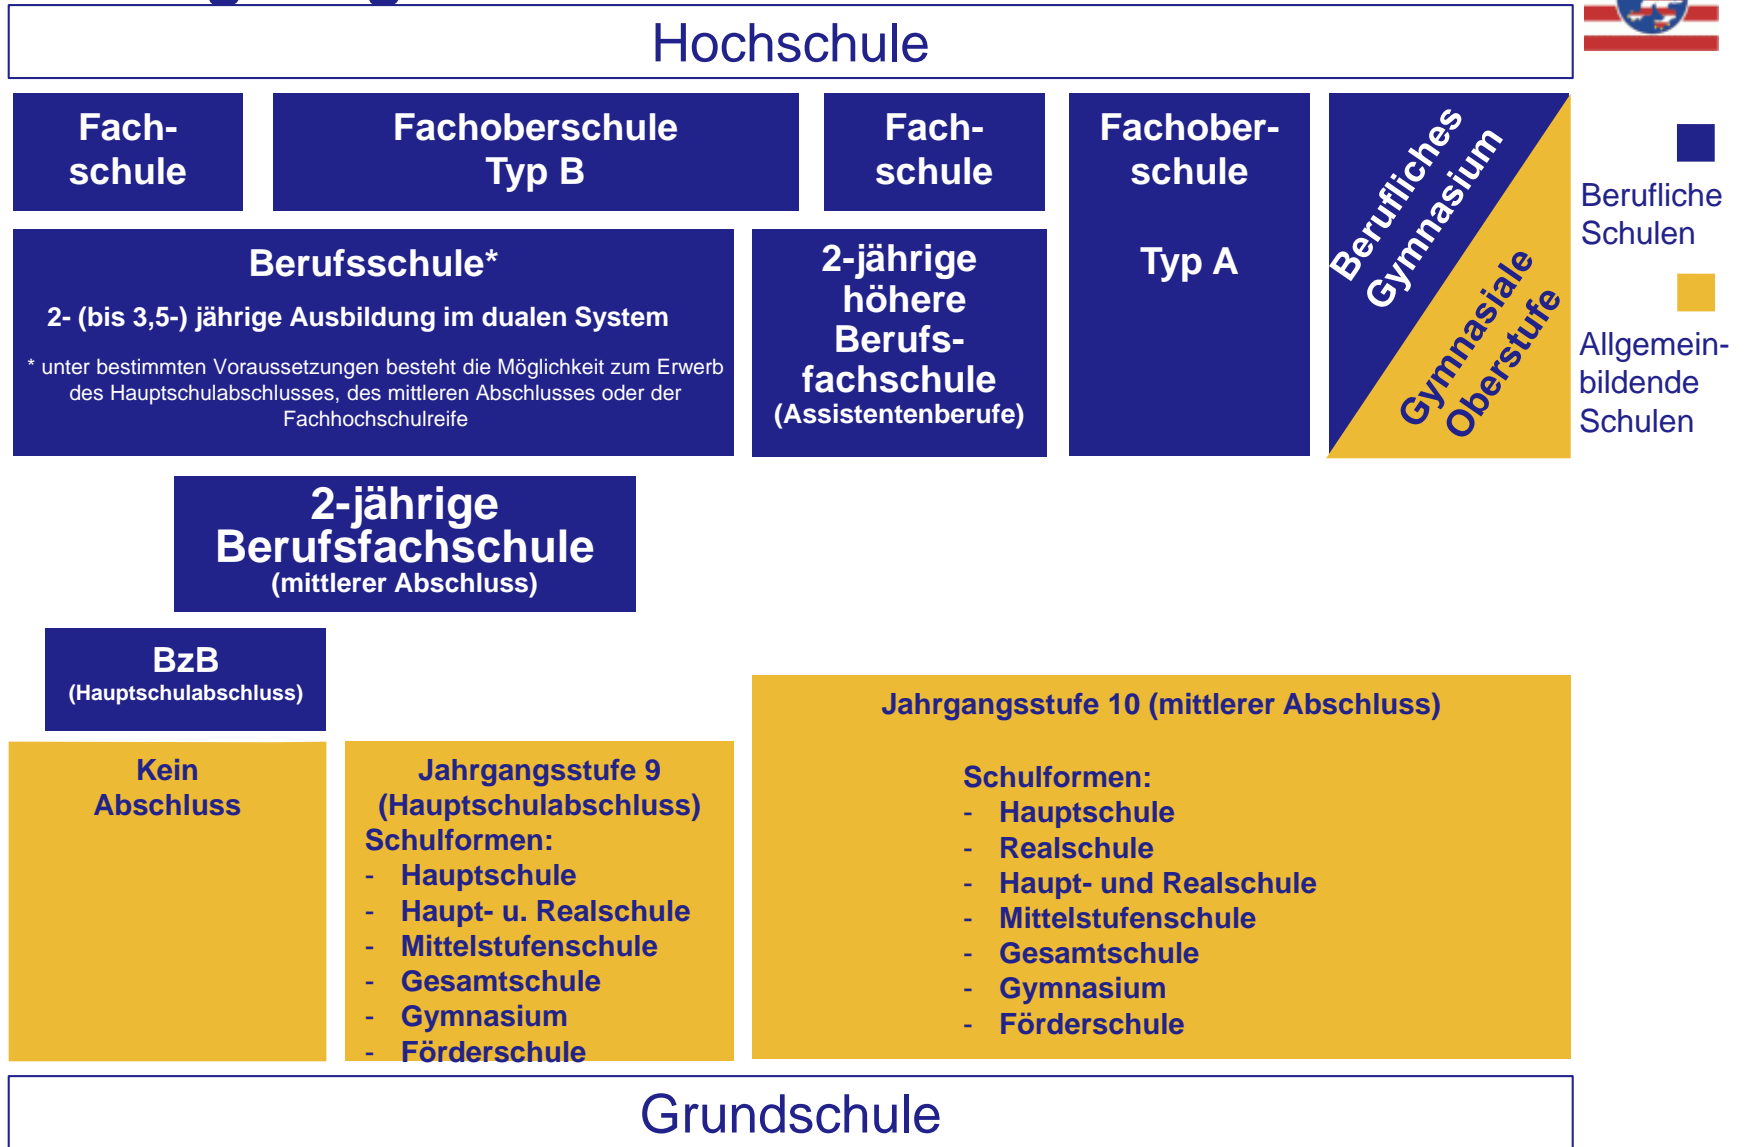 Hochschule
Fach-
schule
Fachoberschule
Typ B
Fach-
schule
Fachober-
schule
Typ A
Berufliches
Gymnasium
Gymnasiale
Oberstufe
Berufliche
Schulen
Allgemein-
bildende
Schulen
Berufsschule*
2- (bis 3,5-) jährige Ausbildung im dualen System
* unter bestimmten Voraussetzungen besteht die Möglichkeit zum Erwerb
des Hauptschulabschlusses, des mittleren Abschlusses oder der
Fachhochschulreife
2-jährige
höhere
Berufs-
fachschule
(Assistentenberufe)
2-jährige
Berufsfachschule
(mittlerer Abschluss)
BzB
(Hauptschulabschluss)
Kein
Abschluss
Jahrgangsstufe 9
(Hauptschulabschluss)
Schulformen:
- Hauptschule
- Haupt- u. Realschule
- Mittelstufenschule
- Gesamtschule
- Gymnasium
- Förderschule
Jahrgangsstufe 10 (mittlerer Abschluss)
Schulformen:
- Hauptschule
- Realschule
- Haupt- und Realschule
- Mittelstufenschule
- Gesamtschule
- Gymnasium
- Förderschule
Grundschule